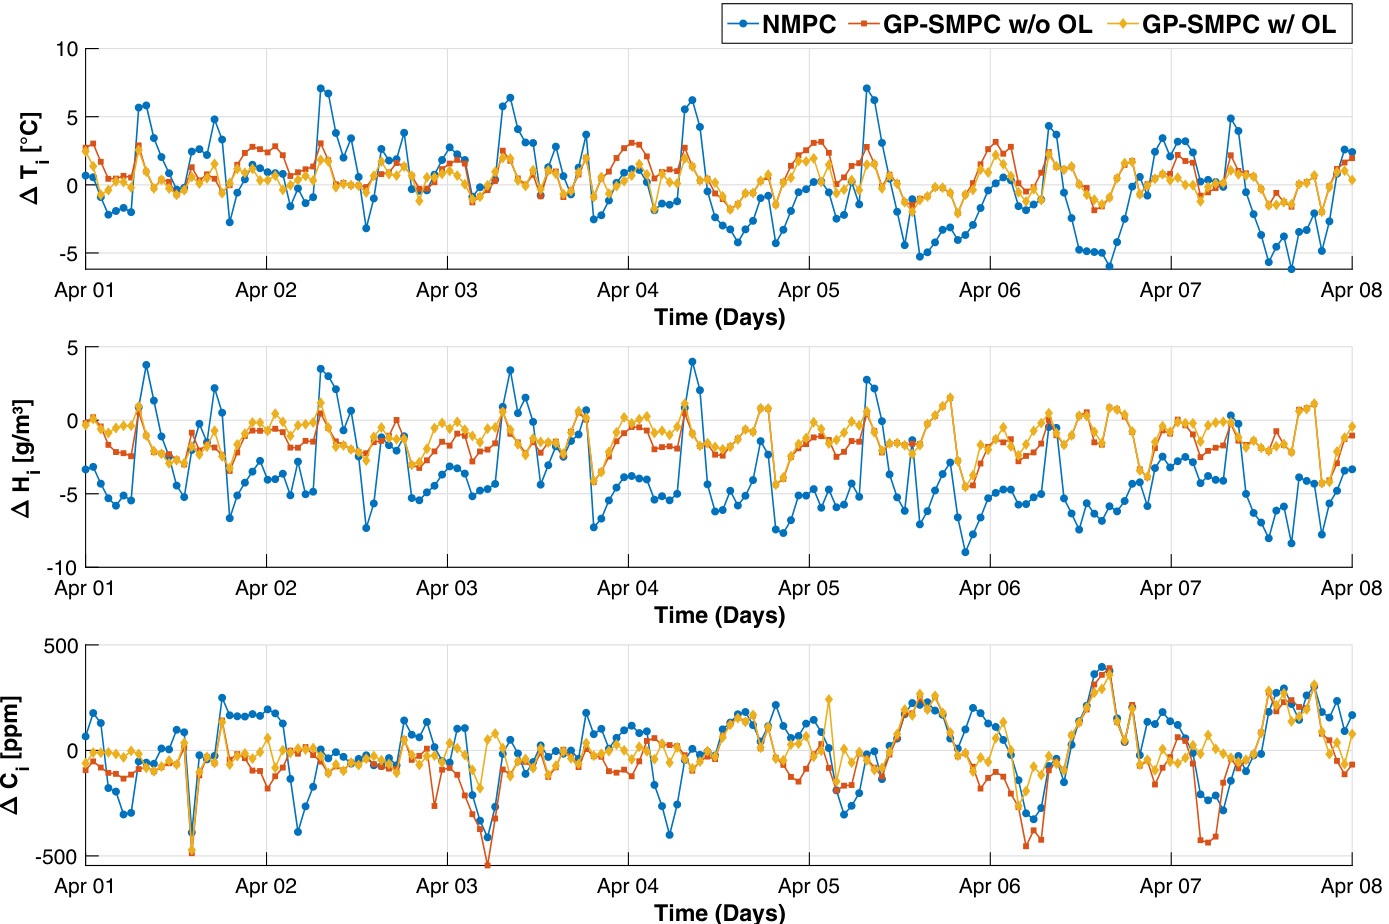 NMPC GP-SMPC w/o OL GP-SMPC w/ OL
10
5
0
-5
Δ T_i [°C]
Apr 01 Apr 02 Apr 03 Apr 04 Apr 05 Apr 06 Apr 07 Apr 08
Time (Days)
5
0
-5
-10
Δ H_i [g/m³]
Apr 01 Apr 02 Apr 03 Apr 04 Apr 05 Apr 06 Apr 07 Apr 08
Time (Days)
500
0
-500
Δ C_i [ppm]
Apr 01 Apr 02 Apr 03 Apr 04 Apr 05 Apr 06 Apr 07 Apr 08
Time (Days)